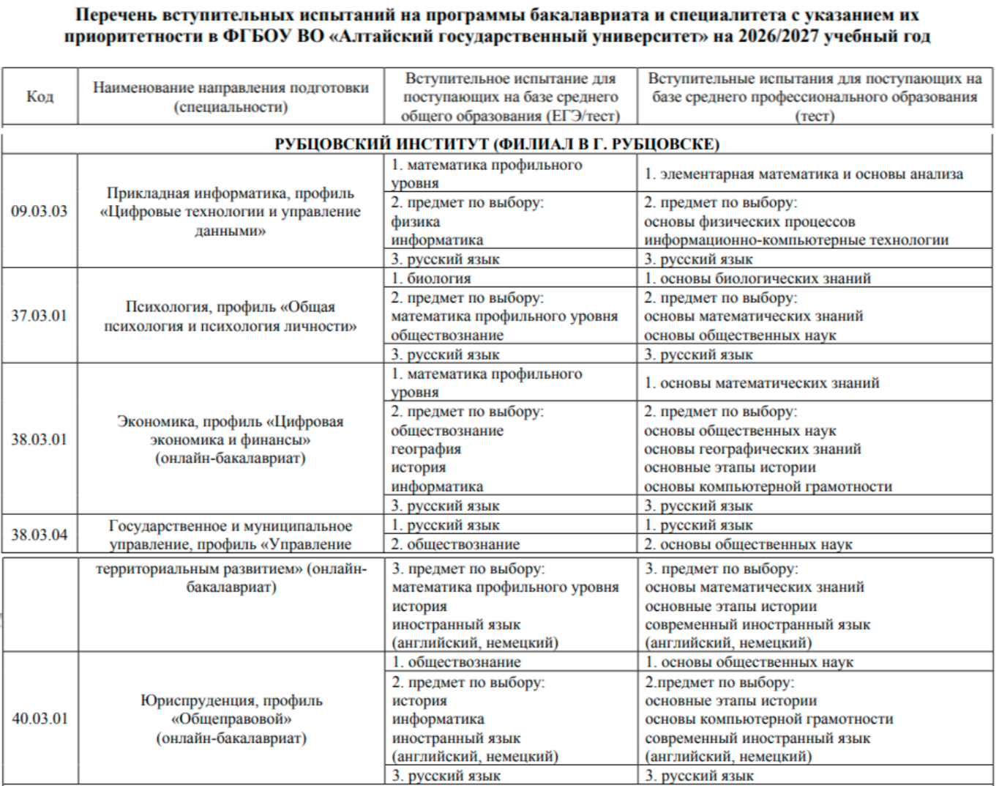 Перечень вступительных испытаний на программы бакалавриата и специалитета с указанием их
приоритетности в ФГБОУ ВО «Алтайский государственный университет» на 2026/2027 учебный год
Код
Наименование направления подготовки
(специальности)
Вступительное испытание для
поступающих на базе среднего
общего образования (ЕГЭ/тест)
Вступительные испытания для поступающих на
базе среднего профессионального образования
(тест)
РУБЦОВСКИЙ ИНСТИТУТ (ФИЛИАЛ В Г. РУБЦОВСКЕ)
09.03.03
Прикладная информатика, профиль
«Цифровые технологии и управление
данными»
1. математика профильного
уровня
1. элементарная математика и основы анализа
2. предмет по выбору:
физика
информатика
2. предмет по выбору:
основы физических процессов
информационно-компьютерные технологии
3. русский язык
3. русский язык
37.03.01
Психология, профиль «Общая
психология и психология личности»
1. биология
1. основы биологических знаний
2. предмет по выбору:
математика профильного уровня
обществознание
2. предмет по выбору:
основы математических знаний
основы общественных наук
3. русский язык
3. русский язык
38.03.01
Экономика, профиль «Цифровая
экономика и финансы»
(онлайн-бакалавриат)
1. математика профильного
уровня
1. основы математических знаний
2. предмет по выбору:
обществознание
география
история
информатика
2. предмет по выбору:
основы общественных наук
основы географических знаний
основные этапы истории
основы компьютерной грамотности
3. русский язык
3. русский язык
38.03.04
Государственное и муниципальное
управление, профиль «Управление
1. русский язык
1. русский язык
2. обществознание
2. основы общественных наук
территориальным развитием» (онлайн-
бакалавриат)
3. предмет по выбору:
математика профильного уровня
история
иностранный язык
(английский, немецкий)
3. предмет по выбору:
основы математических знаний
основные этапы истории
современный иностранный язык
(английский, немецкий)
40.03.01
Юриспруденция, профиль
«Общеправовой»
(онлайн-бакалавриат)
1. обществознание
1. основы общественных наук
2. предмет по выбору:
история
информатика
иностранный язык
(английский, немецкий)
2.предмет по выбору:
основные этапы истории
основы компьютерной грамотности
современный иностранный язык
(английский, немецкий)
3. русский язык
3. русский язык